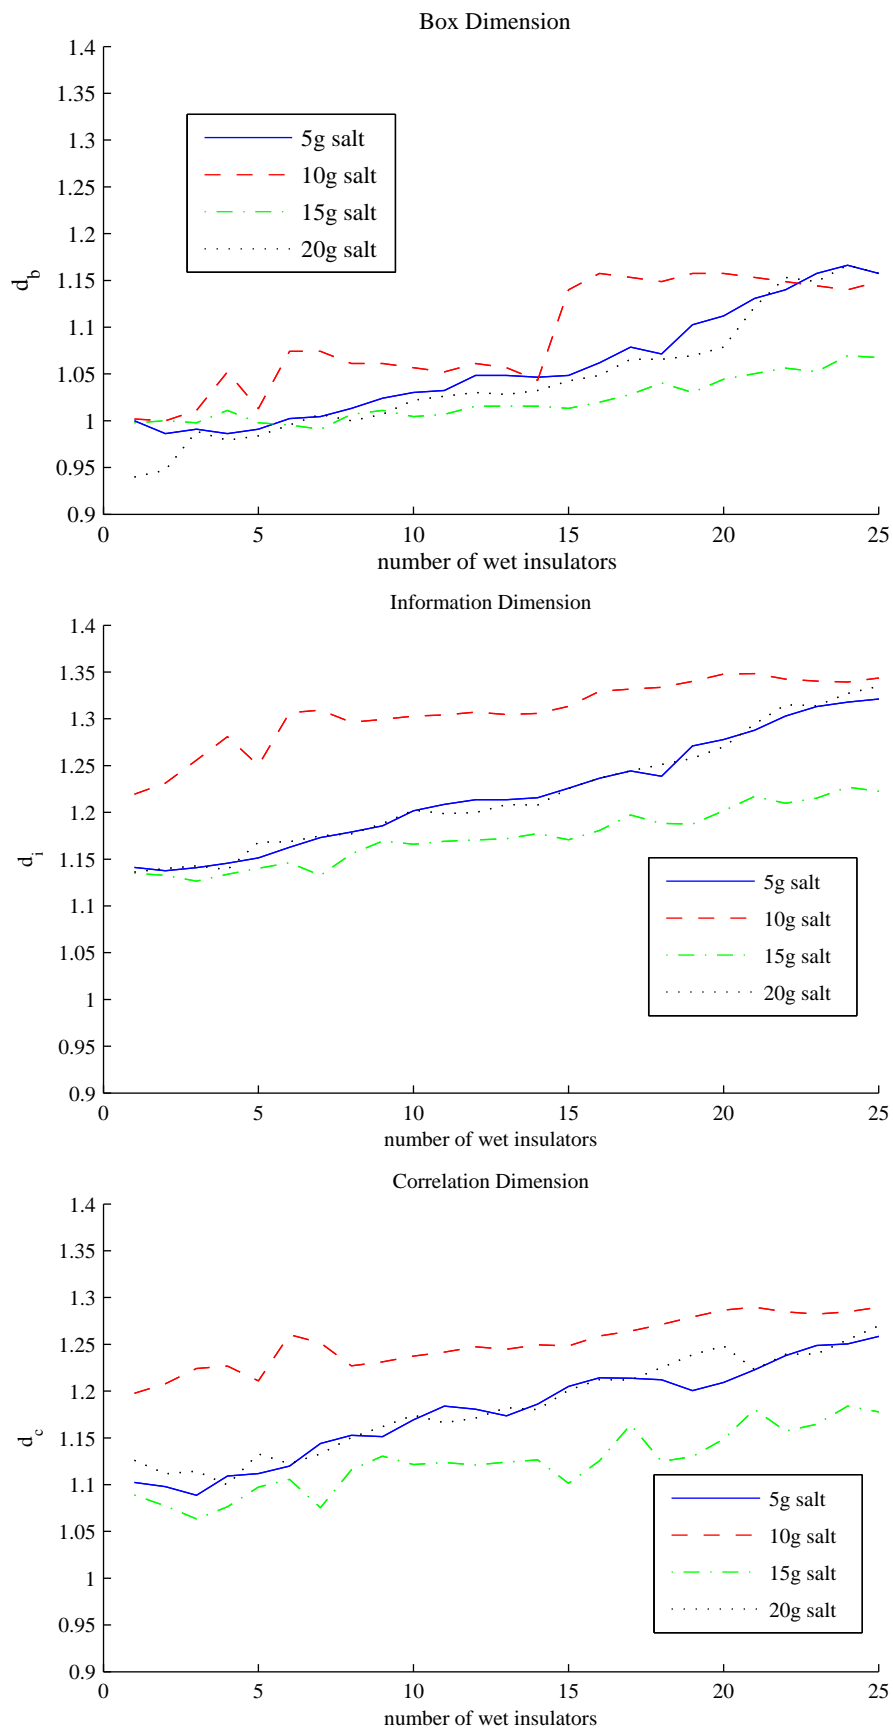 Box Dimension
1.4
1.35
1.3
1.25
1.2
1.15
1.1
1.05
1
0.95
0.9
d_b
5g salt
10g salt
15g salt
20g salt
0 5 10 15 20 25
number of wet insulators
Information Dimension
1.4
1.35
1.3
1.25
1.2
1.15
1.1
1.05
1
0.95
0.9
d_i
5g salt
10g salt
15g salt
20g salt
0 5 10 15 20 25
number of wet insulators
Correlation Dimension
1.4
1.35
1.3
1.25
1.2
1.15
1.1
1.05
1
0.95
0.9
d_c
5g salt
10g salt
15g salt
20g salt
0 5 10 15 20 25
number of wet insulators